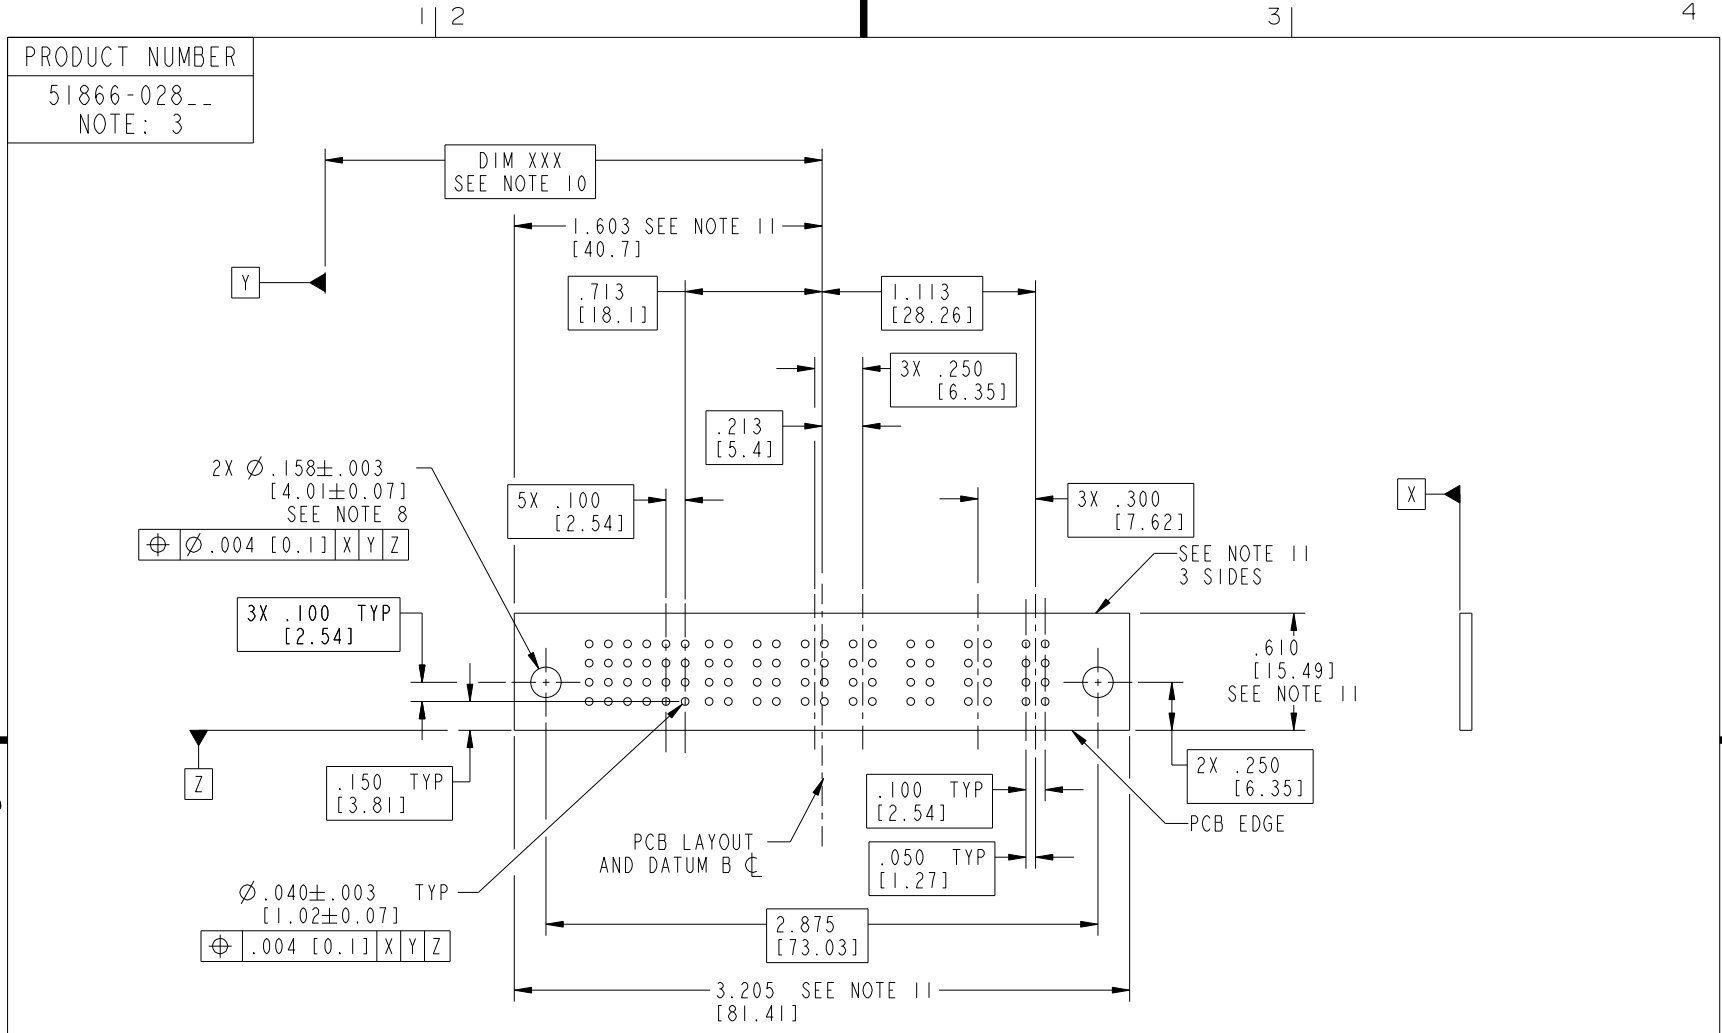 1 2 3 4
PRODUCT NUMBER
51866-028__
NOTE: 3
DIM XXX
SEE NOTE 10
1.603 SEE NOTE 11
[40.7]
Y
.713
[18.1]
1.113
[28.26]
3X .250
[6.35]
.213
[5.4]
2X Ø.158±.003
[4.01±0.07]
SEE NOTE 8
⌖ Ø.004 [0.1] X Y Z
5X .100
[2.54]
3X .300
[7.62]
X
SEE NOTE 11
3 SIDES
3X .100 TYP
[2.54]
.610
[15.49]
SEE NOTE 11
Z
.150 TYP
[3.81]
2X .250
[6.35]
.100 TYP
[2.54]
PCB EDGE
PCB LAYOUT
AND DATUM B ℄
.050 TYP
[1.27]
Ø.040±.003 TYP
[1.02±0.07]
⌖ .004 [0.1] X Y Z
2.875
[73.03]
3.205 SEE NOTE 11
[81.41]